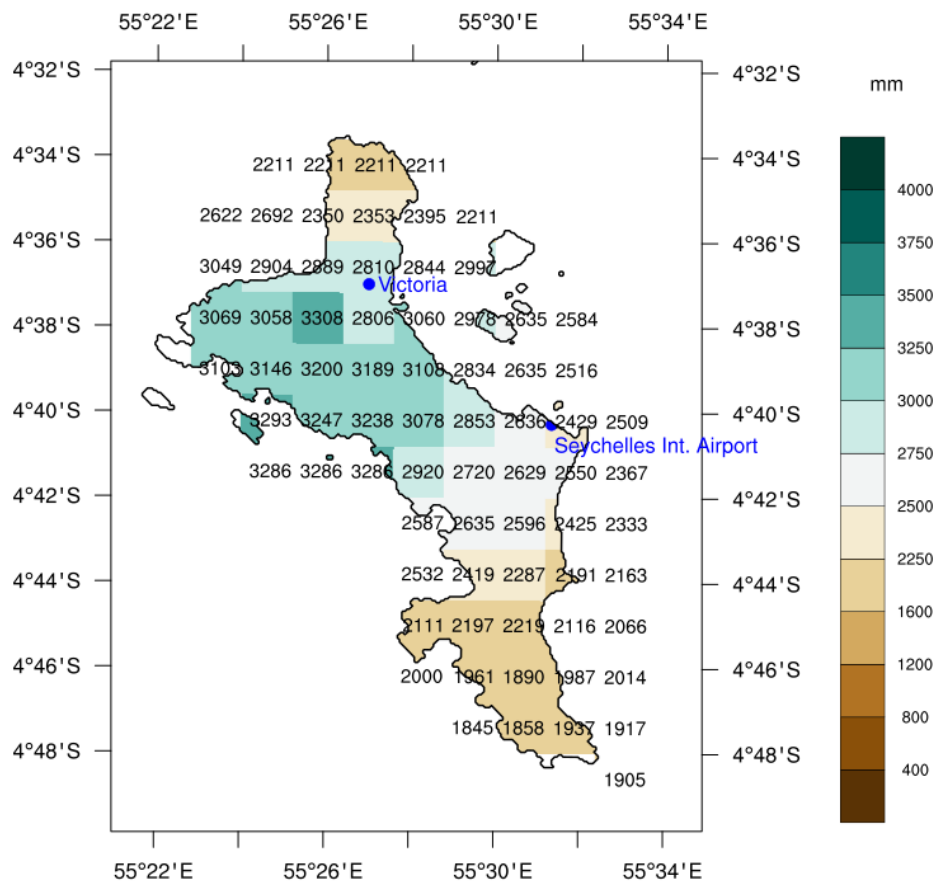 55°22'E 55°26'E 55°30'E 55°34'E
4°32'S 4°32'S
mm
4°34'S 4°34'S
2211 2211 2211 2211
2622 2692 2350 2353 2395 2211
4°36'S 4°36'S
3049 2904 2889 2810 2844 2997
Victoria
3069 3058 3308 2806 3060 2978 2635 2584
4°38'S 4°38'S
3103 3146 3200 3189 3108 2834 2635 2516
4°40'S 4°40'S
3293 3247 3238 3078 2853 2636 2429 2509
Seychelles Int. Airport
3286 3286 3286 2920 2720 2629 2550 2367
4°42'S 4°42'S
2587 2635 2596 2425 2333
2532 2419 2287 2191 2163
4°44'S 4°44'S
2111 2197 2219 2116 2066
4°46'S 4°46'S
2000 1961 1890 1987 2014
1845 1858 1937 1917
4°48'S 4°48'S
1905
55°22'E 55°26'E 55°30'E 55°34'E
4000
3750
3500
3250
3000
2750
2500
2250
1600
1200
800
400